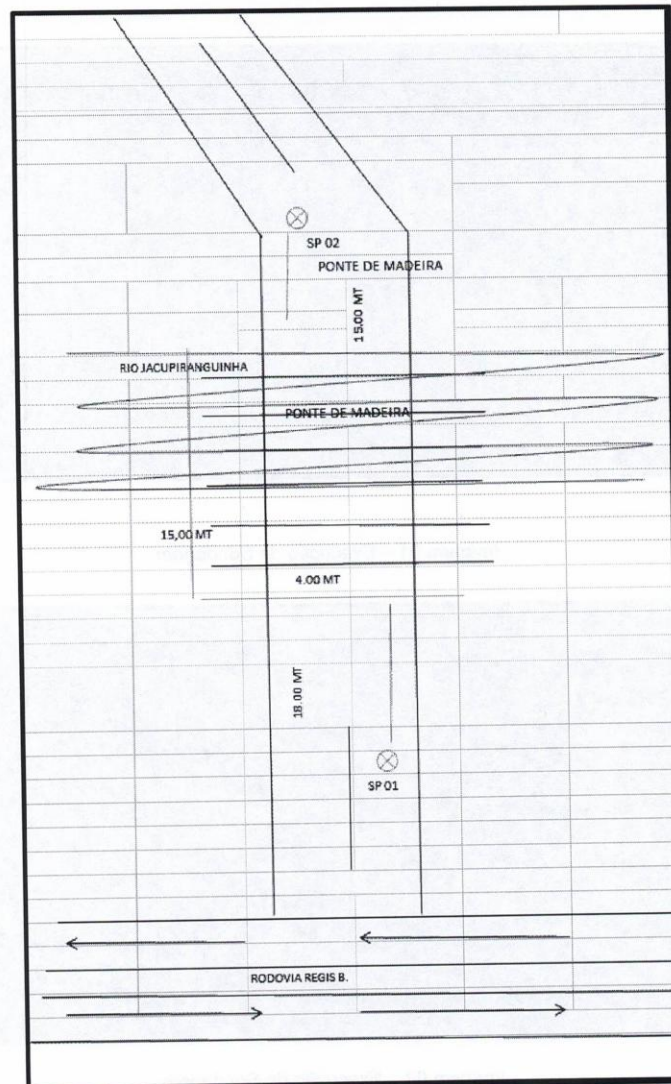 SP 02
PONTE DE MADEIRA
15.00 MT
RIO JACUPIRANGUINHA
PONTE DE MADEIRA
15,00 MT
4.00 MT
18.00 MT
SP 01
RODOVIA REGIS B.